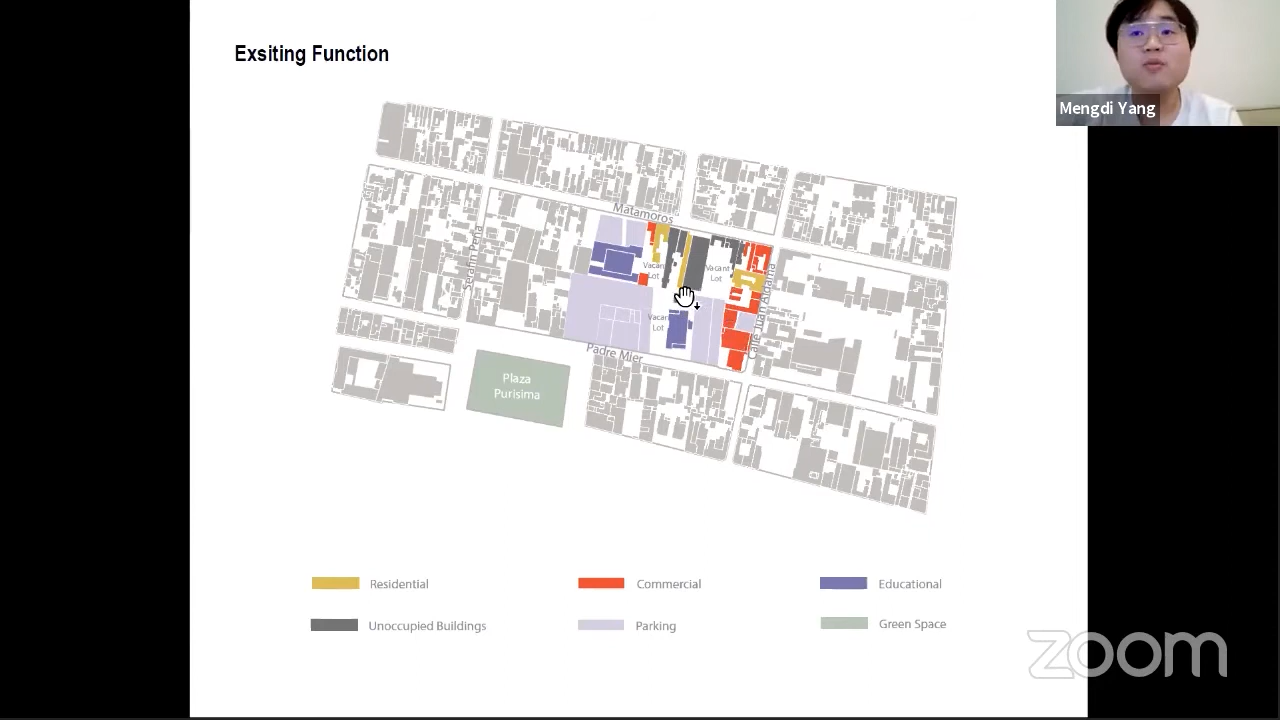 Exsiting Function
Mengdi Yang
Matamoros
Serafin Peña
Vacant
Lot
Vacant
Lot
Calle Juan Aldama
Vacant
Lot
Padre Mier
Plaza
Purisima
Residential
Commercial
Educational
Unoccupied Buildings
Parking
Green Space
zoom